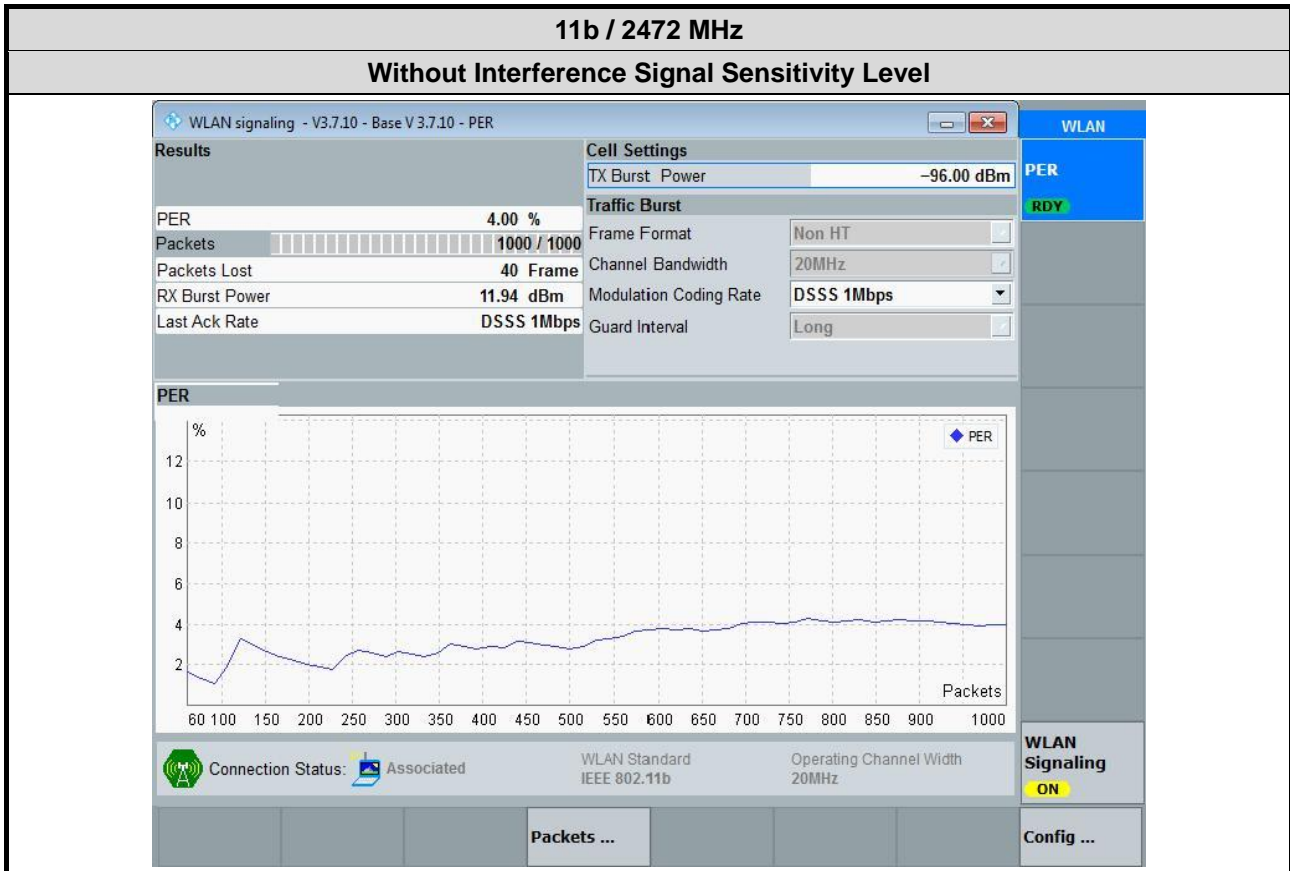 11b / 2472 MHz
Without Interference Signal Sensitivity Level
WLAN signaling - V3.7.10 - Base V 3.7.10 - PER
WLAN
Results
Cell Settings
TX Burst Power −96.00 dBm
PER
RDY
Traffic Burst
PER 4.00 %
Frame Format Non HT
Packets 1000 / 1000
Channel Bandwidth 20MHz
Packets Lost 40 Frame
Modulation Coding Rate DSSS 1Mbps
RX Burst Power 11.94 dBm
Guard Interval Long
Last Ack Rate DSSS 1Mbps
PER
%
PER
12
10
8
6
4
2
Packets
60 100 150 200 250 300 350 400 450 500 550 600 650 700 750 800 850 900 1000
Connection Status: Associated
WLAN Standard
IEEE 802.11b
Operating Channel Width
20MHz
WLAN
Signaling
ON
Packets ...
Config ...